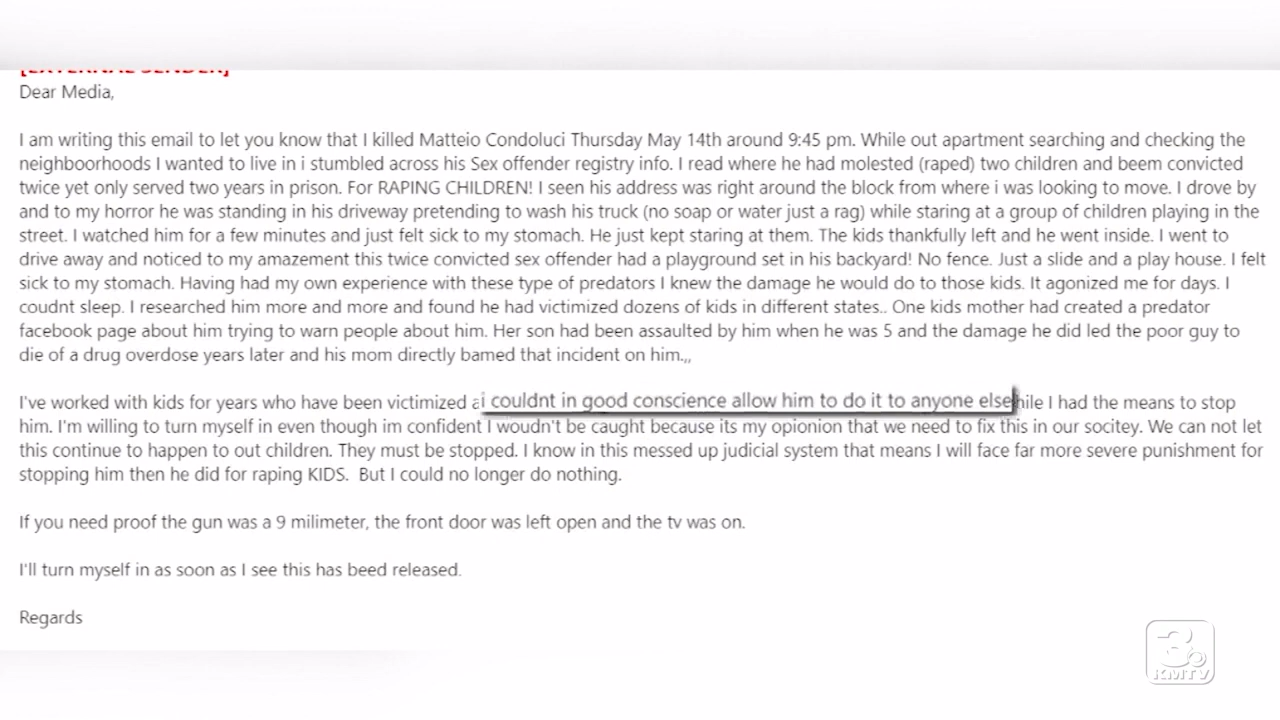 [EXTERNAL SENDER]
Dear Media,
I am writing this email to let you know that I killed Matteio Condoluci Thursday May 14th around 9:45 pm. While out apartment searching and checking the
neighboorhoods I wanted to live in i stumbled across his Sex offender registry info. I read where he had molested (raped) two children and beem convicted
twice yet only served two years in prison. For RAPING CHILDREN! I seen his address was right around the block from where i was looking to move. I drove by
and to my horror he was standing in his driveway pretending to wash his truck (no soap or water just a rag) while staring at a group of children playing in the
street. I watched him for a few minutes and just felt sick to my stomach. He just kept staring at them. The kids thankfully left and he went inside. I went to
drive away and noticed to my amazement this twice convicted sex offender had a playground set in his backyard! No fence. Just a slide and a play house. I felt
sick to my stomach. Having had my own experience with these type of predators I knew the damage he would do to those kids. It agonized me for days. I
coudnt sleep. I researched him more and more and found he had victimized dozens of kids in different states.. One kids mother had created a predator
facebook page about him trying to warn people about him. Her son had been assaulted by him when he was 5 and the damage he did led the poor guy to
die of a drug overdose years later and his mom directly bamed that incident on him.,,
I've worked with kids for years who have been victimized a i couldnt in good conscience allow him to do it to anyone else hile I had the means to stop
him. I'm willing to turn myself in even though im confident I woudn't be caught because its my opionion that we need to fix this in our socitey. We can not let
this continue to happen to out children. They must be stopped. I know in this messed up judicial system that means I will face far more severe punishment for
stopping him then he did for raping KIDS.  But I could no longer do nothing.
If you need proof the gun was a 9 milimeter, the front door was left open and the tv was on.
I'll turn myself in as soon as I see this has beed released.
Regards
3
KMTV